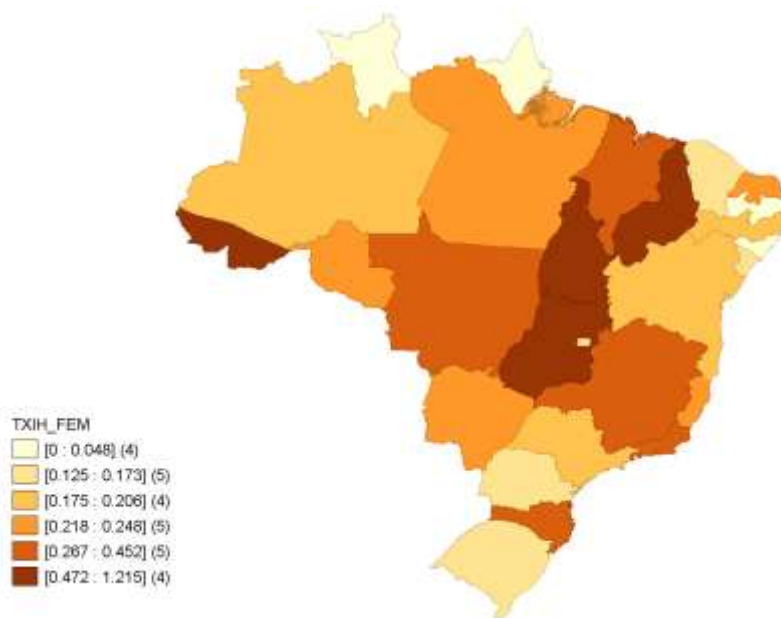 TXIH_FEM
[0 : 0.048] (4)
[0.125 : 0.173] (5)
[0.175 : 0.206] (4)
[0.218 : 0.248] (5)
[0.267 : 0.452] (5)
[0.472 : 1.215] (4)